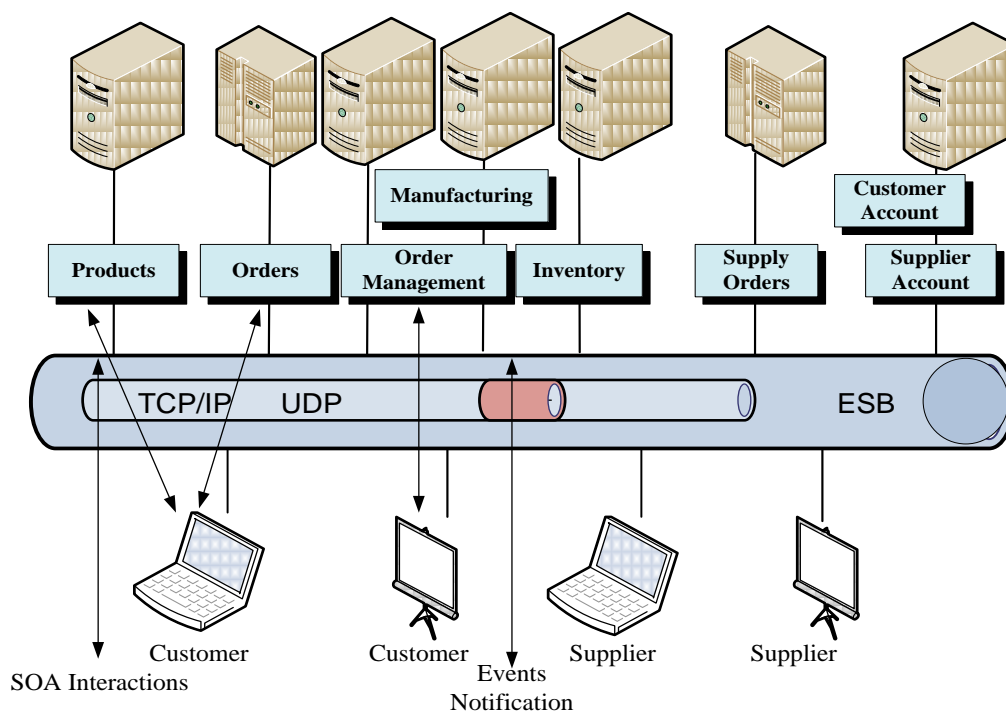 Manufacturing
Customer
Account
Products
Orders
Order
Management
Inventory
Supply
Orders
Supplier
Account
TCP/IP
UDP
ESB
Customer
Customer
Supplier
Supplier
SOA Interactions
Events
Notification